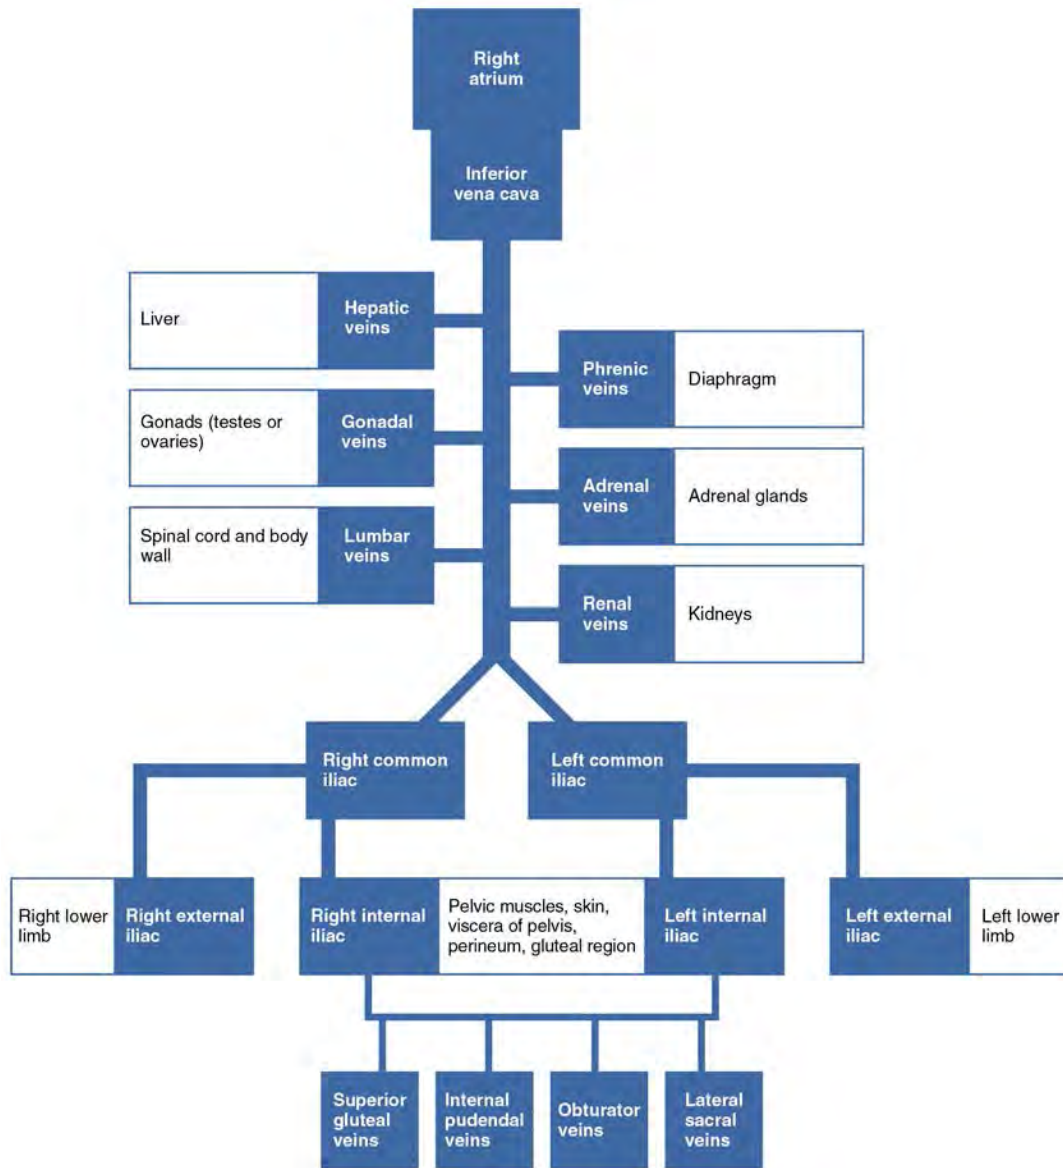 Right
atrium
Inferior
vena cava
Liver
Hepatic
veins
Phrenic
veins
Diaphragm
Gonads (testes or
ovaries)
Gonadal
veins
Adrenal
veins
Adrenal glands
Spinal cord and body
wall
Lumbar
veins
Renal
veins
Kidneys
Right common
iliac
Left common
iliac
Right lower
limb
Right external
iliac
Right internal
iliac
Pelvic muscles, skin,
viscera of pelvis,
perineum, gluteal region
Left internal
iliac
Left external
iliac
Left lower
limb
Superior
gluteal
veins
Internal
pudendal
veins
Obturator
veins
Lateral
sacral
veins